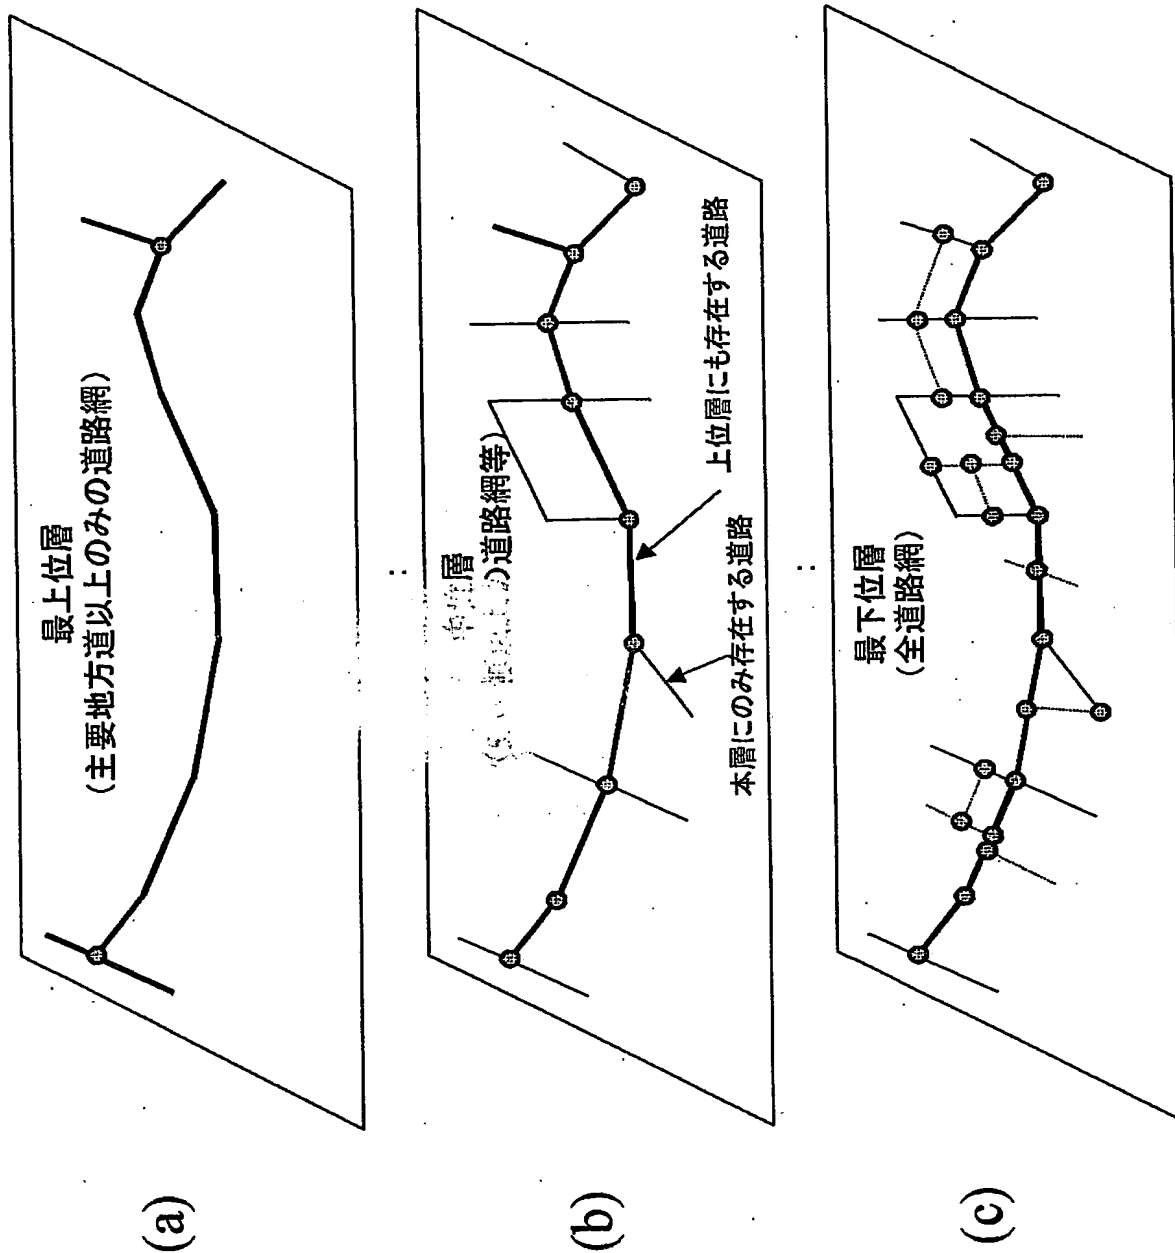 (a)
最上位層
(主要地方道以上のみの道路網)
:
(b)
層
の道路網等)
上位層にも存在する道路
本層にのみ存在する道路
:
(c)
最下位層
(全道路網)